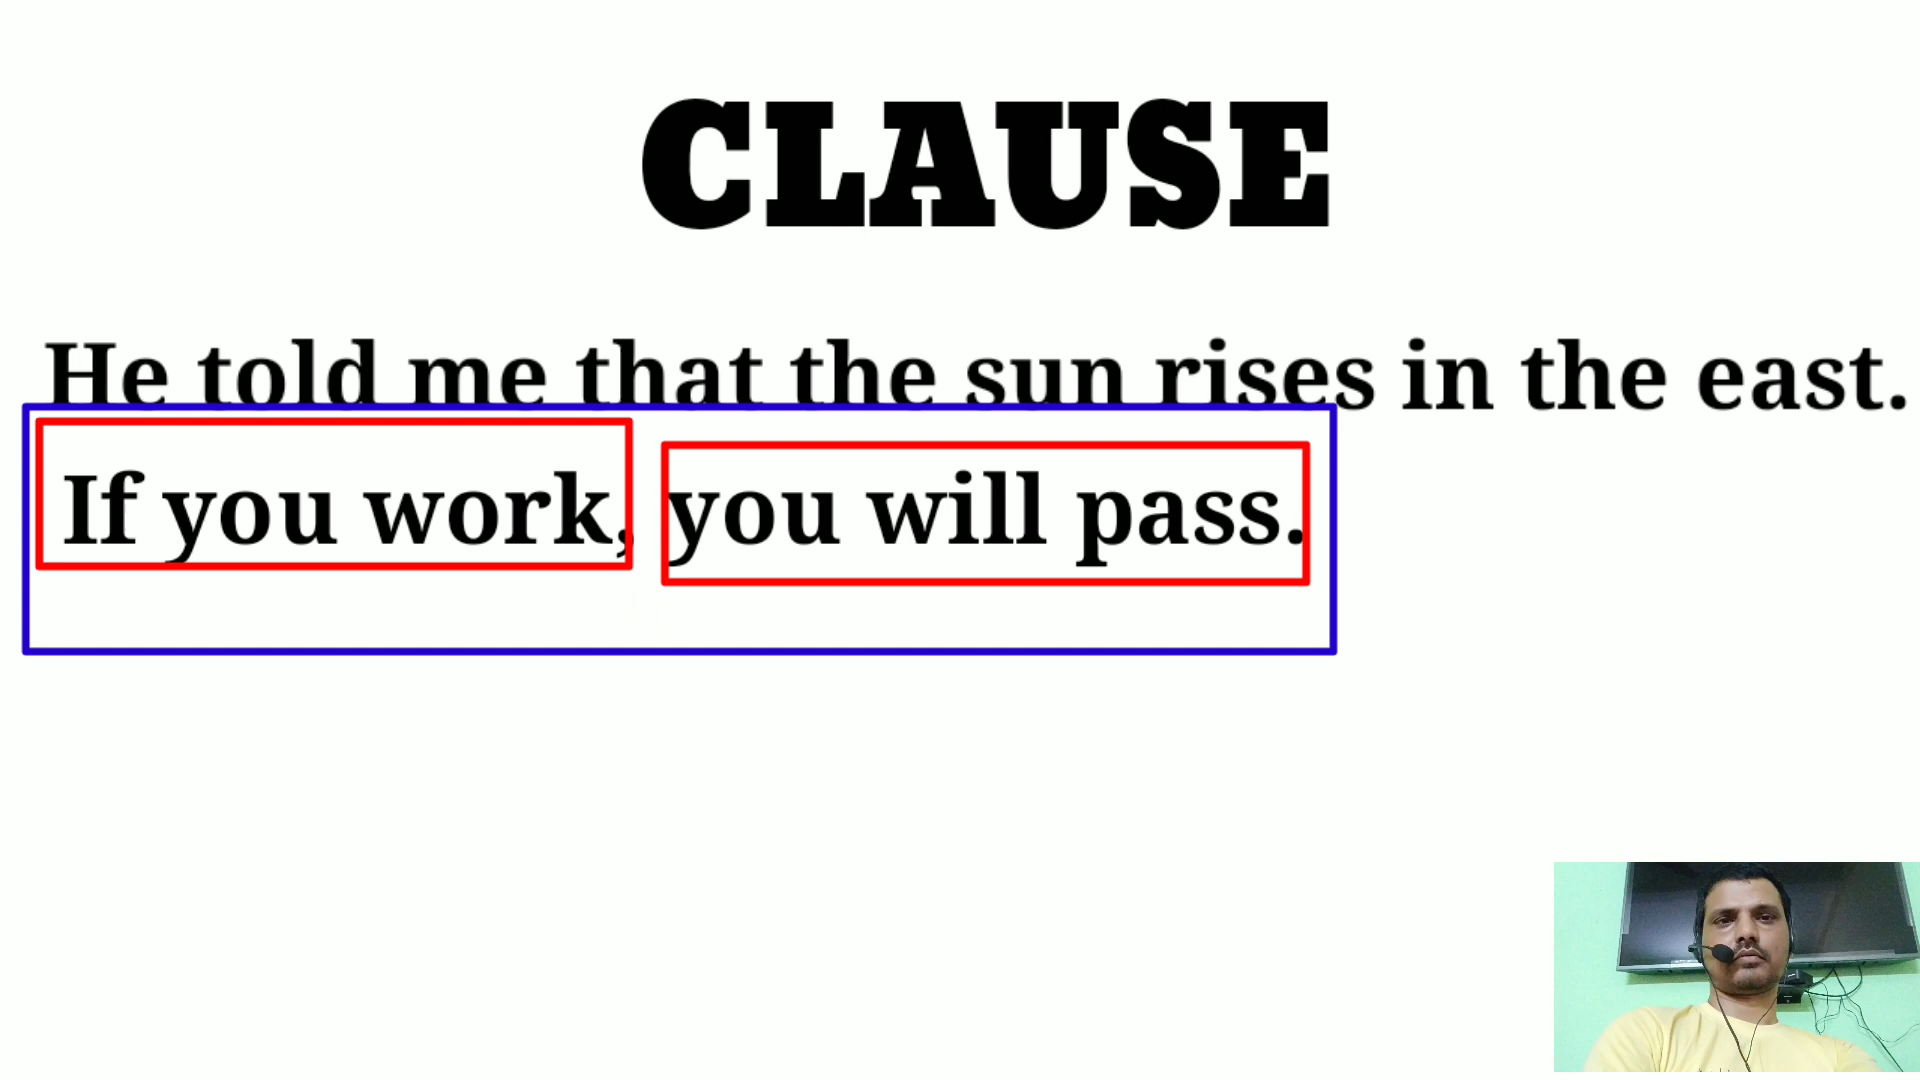 CLAUSE
He told me that the sun rises in the east.
If you work, you will pass.